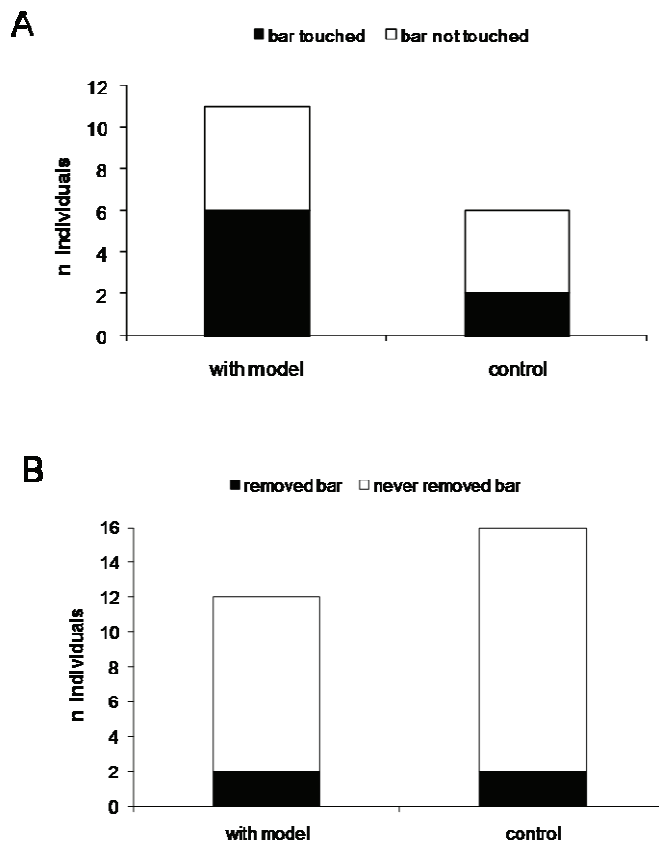 A
bar touched bar not touched
12
10
8
6
4
2
0
n individuals
with model control
B
removed bar never removed bar
16
14
12
10
8
6
4
2
0
n individuals
with model control